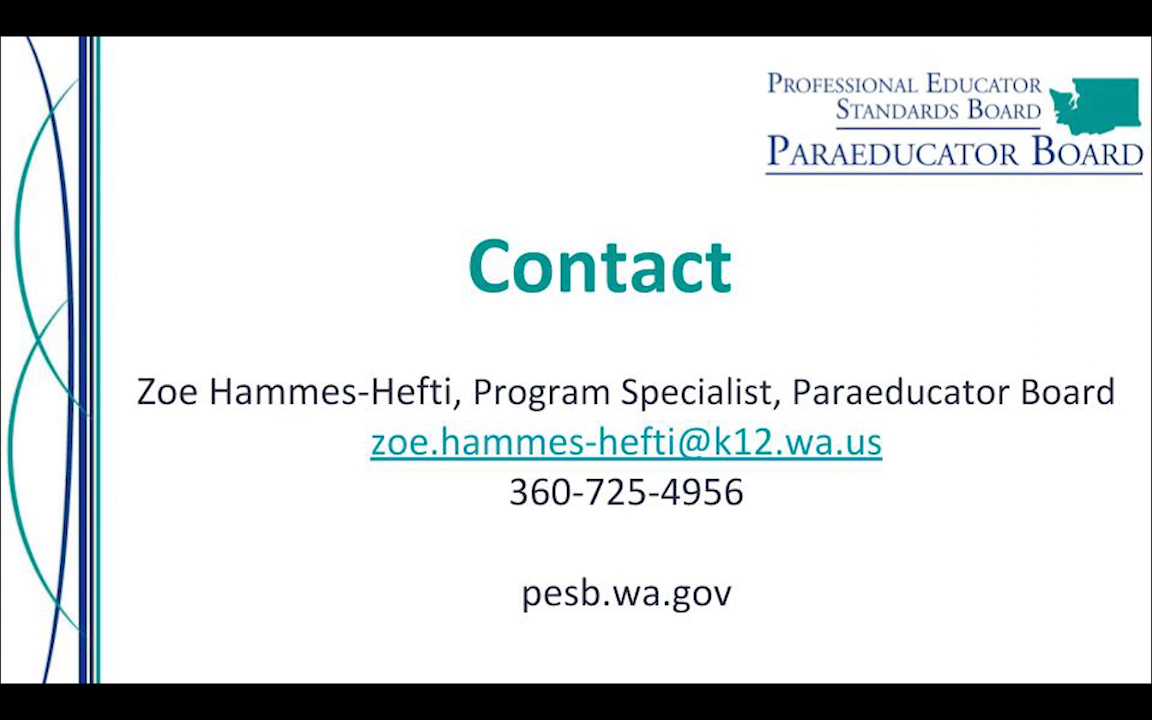 PROFESSIONAL EDUCATOR
STANDARDS BOARD
PARAEDUCATOR BOARD
Contact
Zoe Hammes-Hefti, Program Specialist, Paraeducator Board
zoe.hammes-hefti@k12.wa.us
360-725-4956
pesb.wa.gov